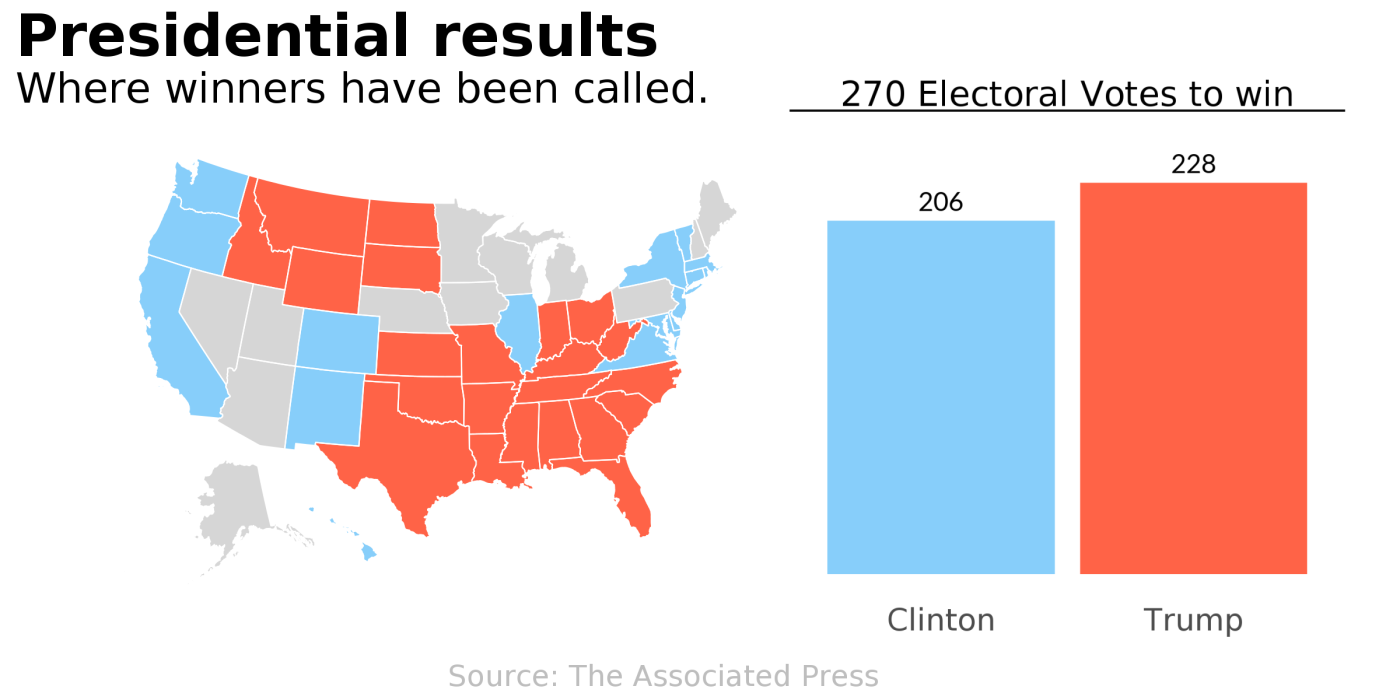 Presidential results
Where winners have been called.
270 Electoral Votes to win
206
228
Clinton
Trump
Source: The Associated Press